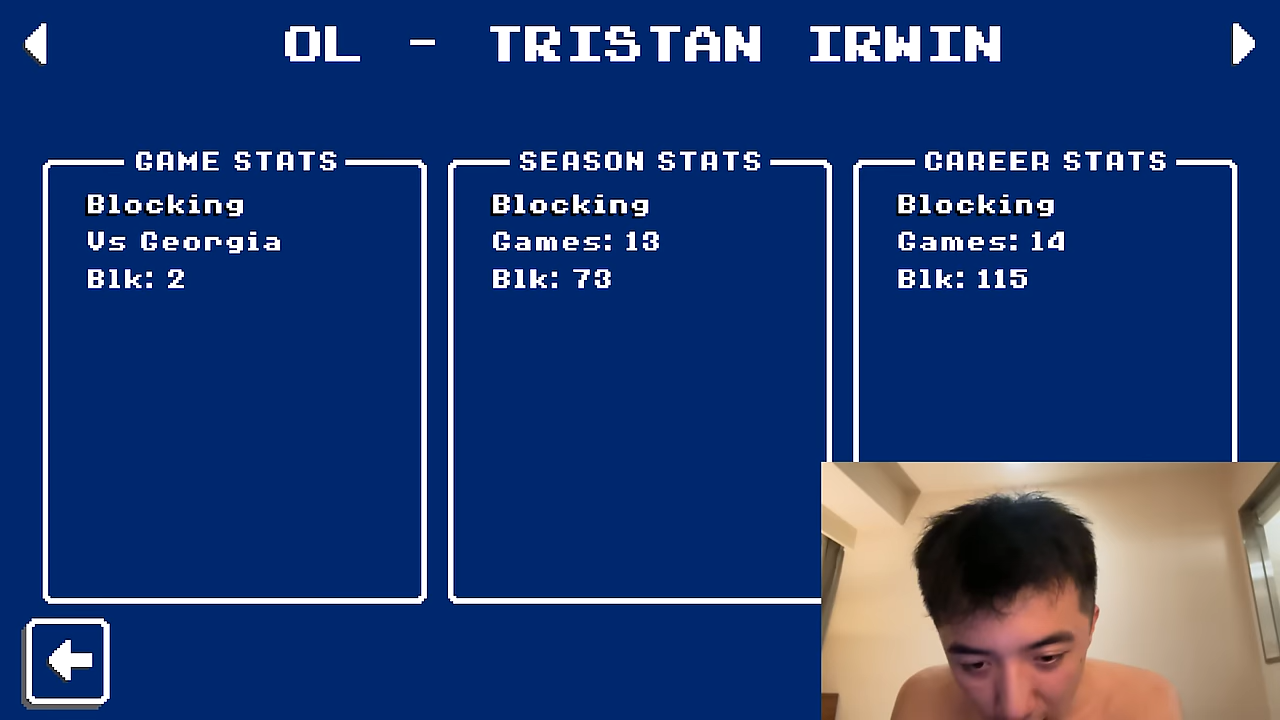 OL - TRISTAN IRWIN
GAME STATS
Blocking
Vs Georgia
Blk: 2
SEASON STATS
Blocking
Games: 13
Blk: 73
CAREER STATS
Blocking
Games: 14
Blk: 115